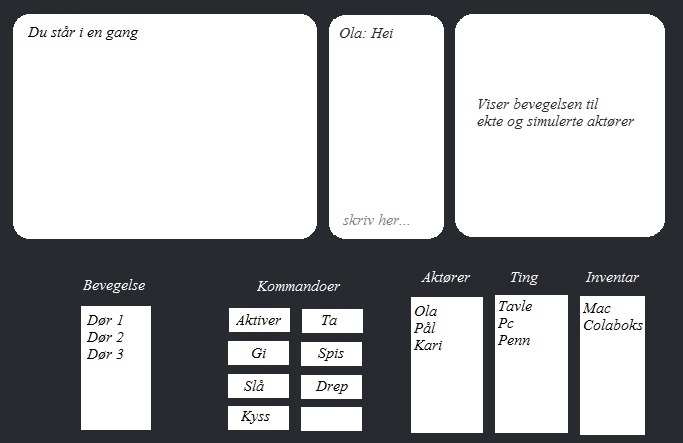 Du står i en gang
Ola: Hei
skriv her...
Viser bevegelsen til
ekte og simulerte aktører
Bevegelse
Dør 1
Dør 2
Dør 3
Kommandoer
Aktiver
Ta
Gi
Spis
Slå
Drep
Kyss
Aktører
Ola
Pål
Kari
Ting
Tavle
Pc
Penn
Inventar
Mac
Colaboks